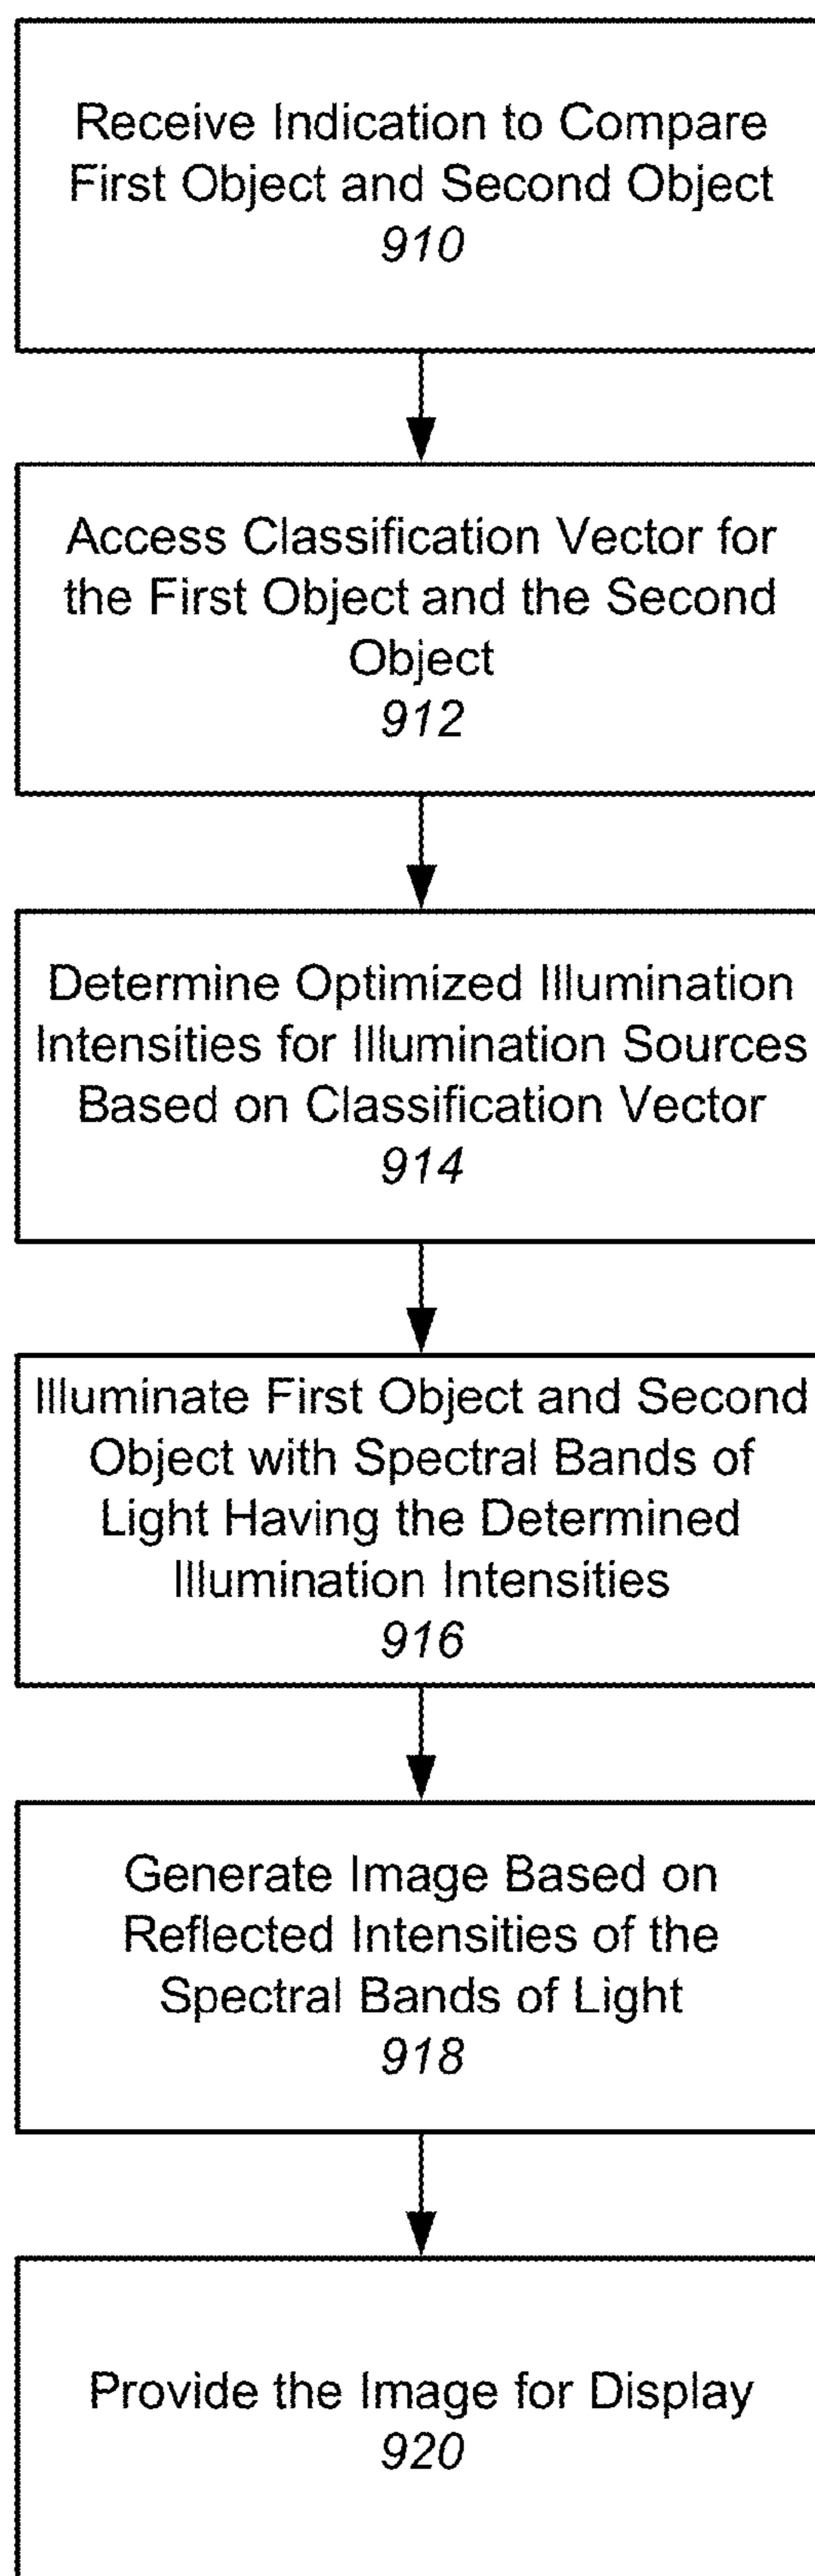 Receive Indication to Compare
First Object and Second Object
910
Access Classification Vector for
the First Object and the Second
Object
912
Determine Optimized Illumination
Intensities for Illumination Sources
Based on Classification Vector
914
Illuminate First Object and Second
Object with Spectral Bands of
Light Having the Determined
Illumination Intensities
916
Generate Image Based on
Reflected Intensities of the
Spectral Bands of Light
918
Provide the Image for Display
920